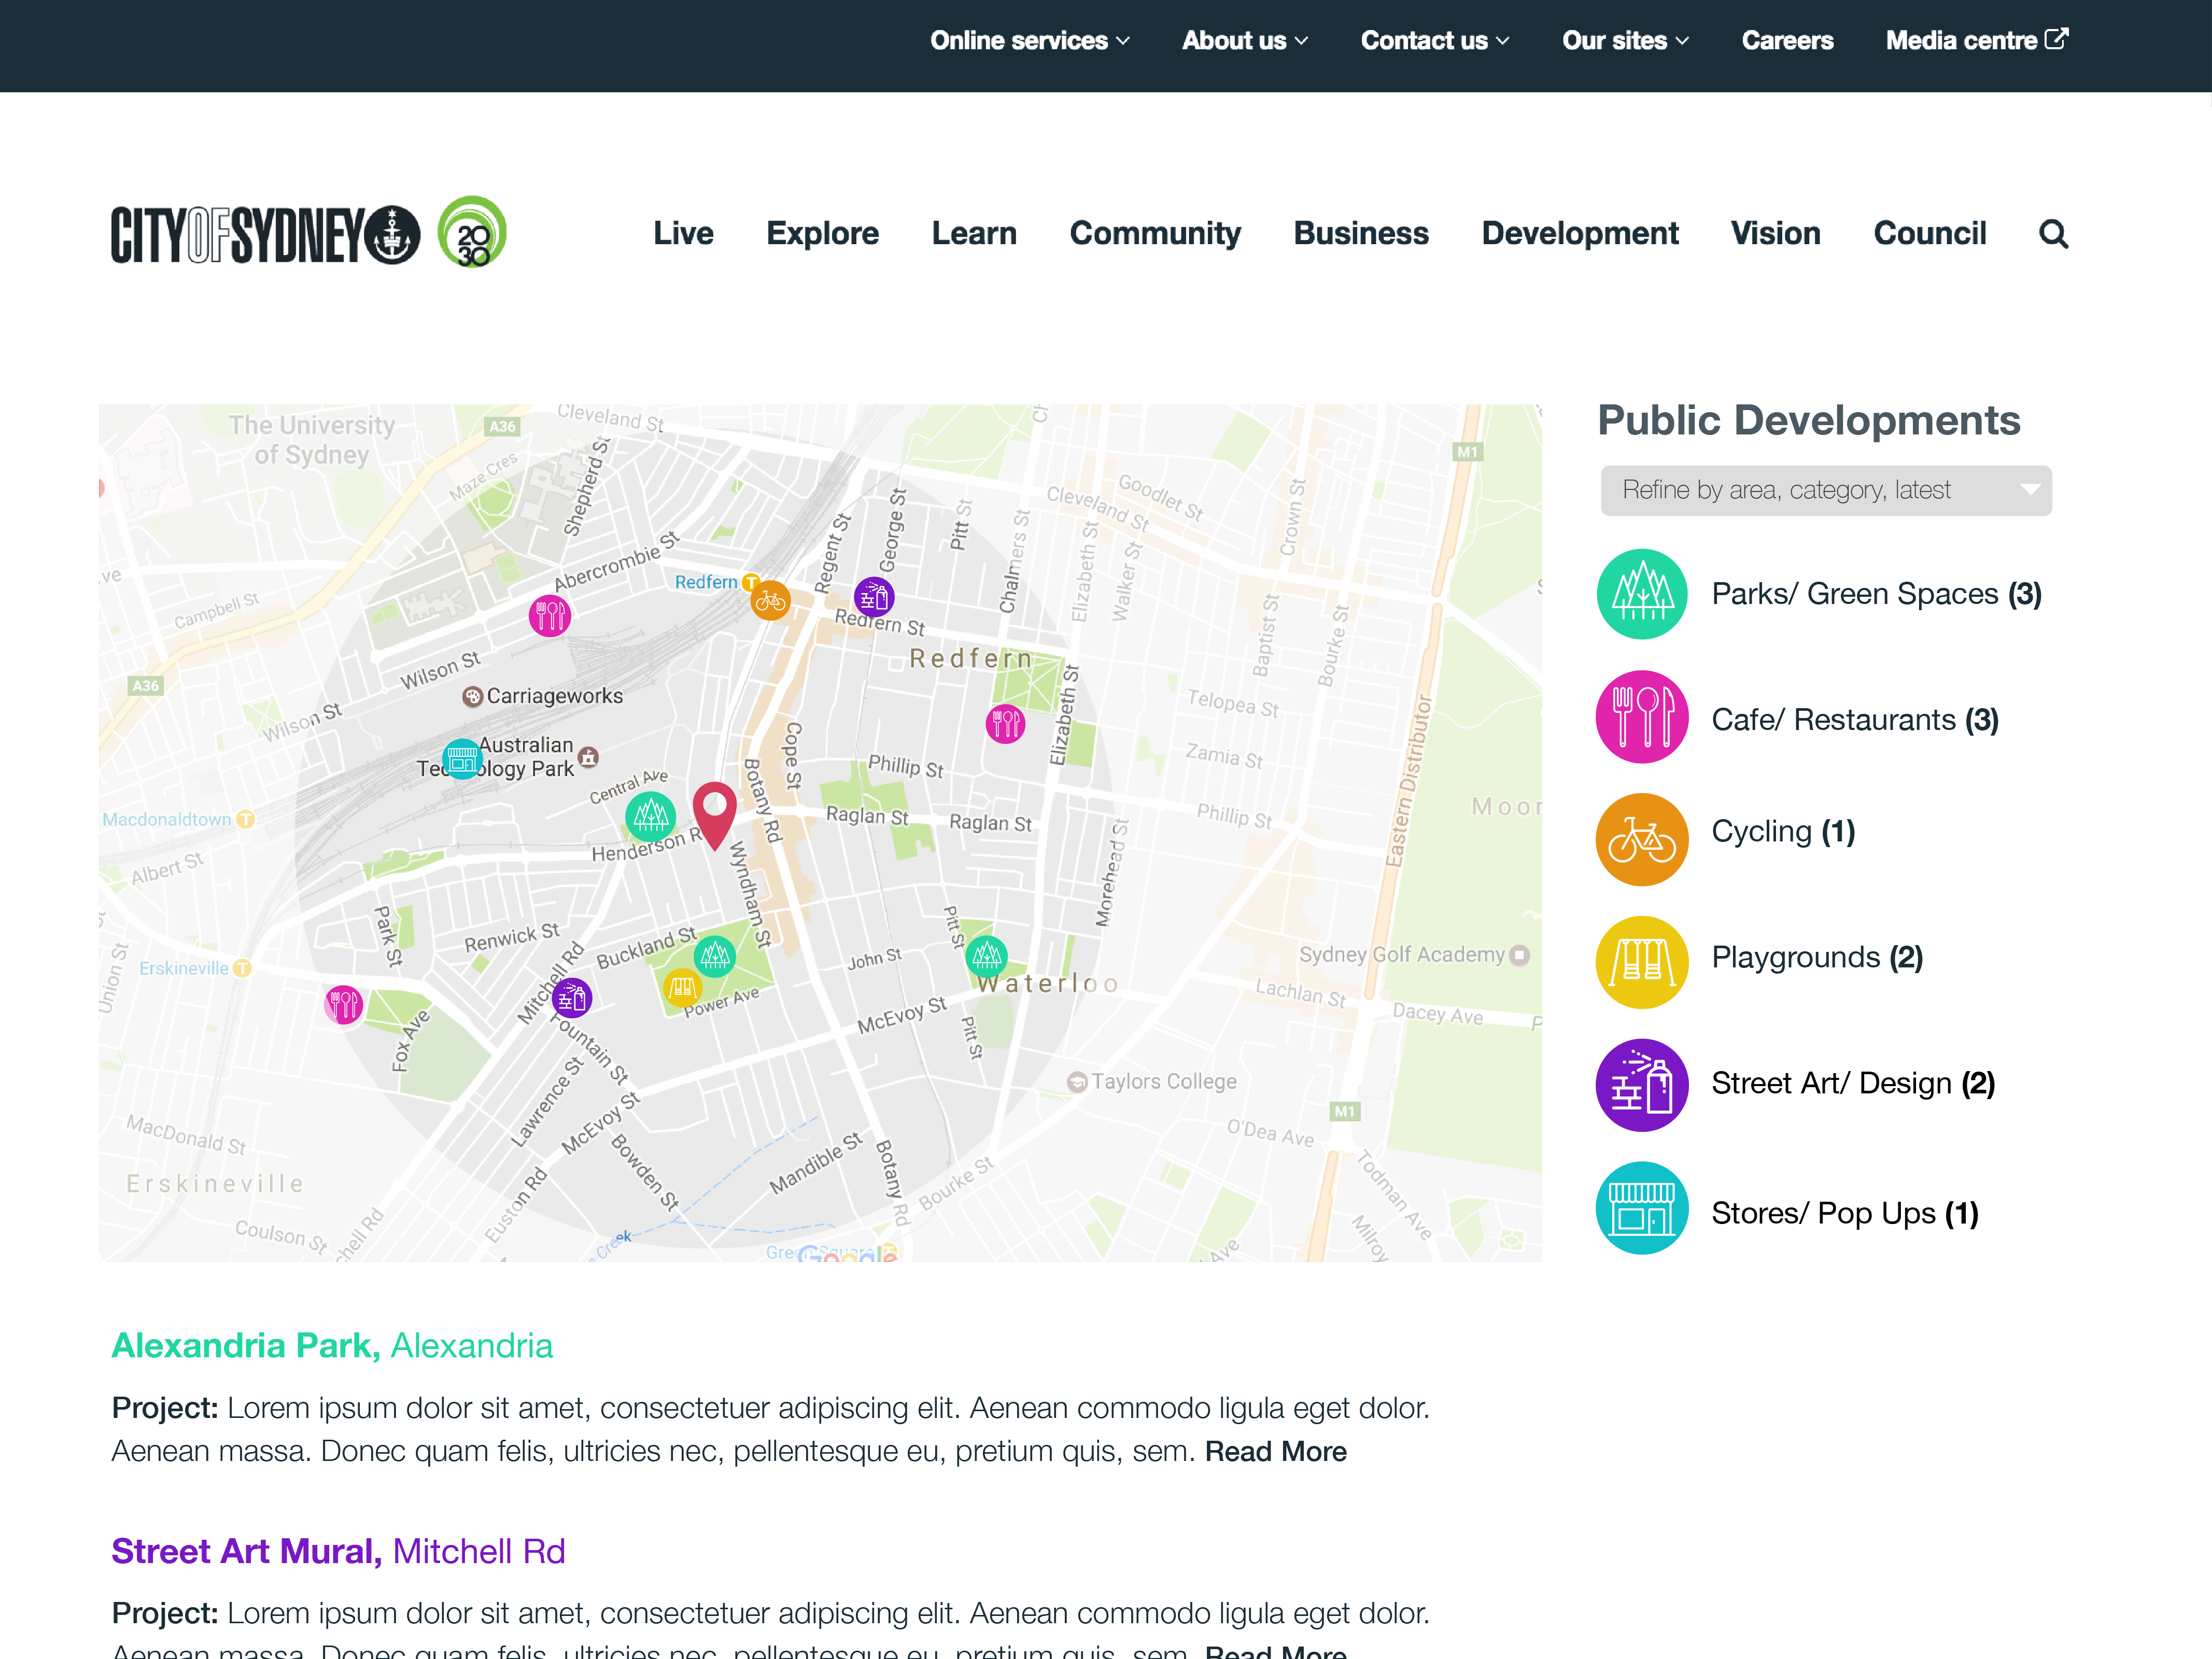 Online services About us Contact us Our sites Careers Media centre
CITYOFSYDNEY 2030 Live Explore Learn Community Business Development Vision Council
The University
of Sydney
A36
Cleveland St
Maze Cres
Shepherd St
M1
Goodlet St
Cleveland St
Crown St
Abercrombie St
Regent St
George St
Pitt St
Chalmers St
Elizabeth St
Walker St
Campbell St
Redfern T
Redfern St
Redfern
Baptist St
Bourke St
Wilson St
A36
Carriageworks
Wilson St
Telopea St
Elizabeth St
Eastern Distributor
Australian
Technology Park
Cope St
Phillip St
Zamia St
Central Ave
Botany Rd
Macdonaldtown T
Henderson R
Raglan St
Raglan St
Phillip St
Moor
Albert St
Wyndham St
Morehead St
Park St
Renwick St
Buckland St
Mitchell Rd
John St
Pitt St
Sydney Golf Academy
Erskineville T
Union St
Waterloo
Power Ave
McEvoy St
Lachlan St
Dacey Ave
Fox Ave
Fountain St
Pitt St
Lawrence St
Taylors College
McEvoy St
M1
O'Dea Ave
MacDonald St
Bowden St
Mandible St
Botany Rd
Bourke St
Todman Ave
Erskineville
Euston Rd
Coulson St
chell Rd
Milroy
Creek
Google
Ave
Public Developments
Refine by area, category, latest
Parks/ Green Spaces (3)
Cafe/ Restaurants (3)
Cycling (1)
Playgrounds (2)
Street Art/ Design (2)
Stores/ Pop Ups (1)
Alexandria Park, Alexandria
Project: Lorem ipsum dolor sit amet, consectetuer adipiscing elit. Aenean commodo ligula eget dolor.
Aenean massa. Donec quam felis, ultricies nec, pellentesque eu, pretium quis, sem. Read More
Street Art Mural, Mitchell Rd
Project: Lorem ipsum dolor sit amet, consectetuer adipiscing elit. Aenean commodo ligula eget dolor.
Aenean massa. Donec quam felis, ultricies nec, pellentesque eu, pretium quis, sem. Read More